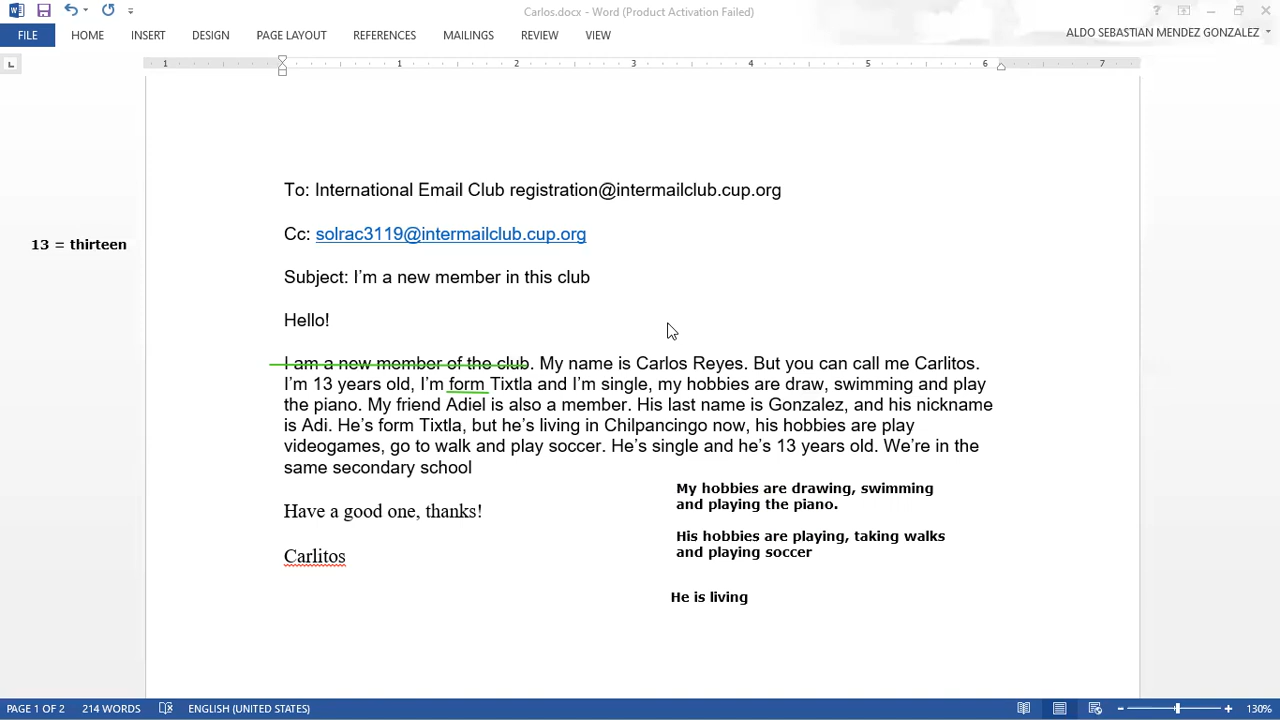 Carlos.docx - Word (Product Activation Failed)
FILE HOME INSERT DESIGN PAGE LAYOUT REFERENCES MAILINGS REVIEW VIEW
ALDO SEBASTIAN MENDEZ GONZALEZ
1 1 2 3 4 5 6 7
To: International Email Club registration@intermailclub.cup.org
Cc: solrac3119@intermailclub.cup.org
13 = thirteen
Subject: I'm a new member in this club
Hello!
I am a new member of the club. My name is Carlos Reyes. But you can call me Carlitos.
I'm 13 years old, I'm form Tixtla and I'm single, my hobbies are draw, swimming and play
the piano. My friend Adiel is also a member. His last name is Gonzalez, and his nickname
is Adi. He's form Tixtla, but he's living in Chilpancingo now, his hobbies are play
videogames, go to walk and play soccer. He's single and he's 13 years old. We're in the
same secondary school
My hobbies are drawing, swimming
and playing the piano.
Have a good one, thanks!
His hobbies are playing, taking walks
and playing soccer
Carlitos
He is living
PAGE 1 OF 2 214 WORDS ENGLISH (UNITED STATES) 130%